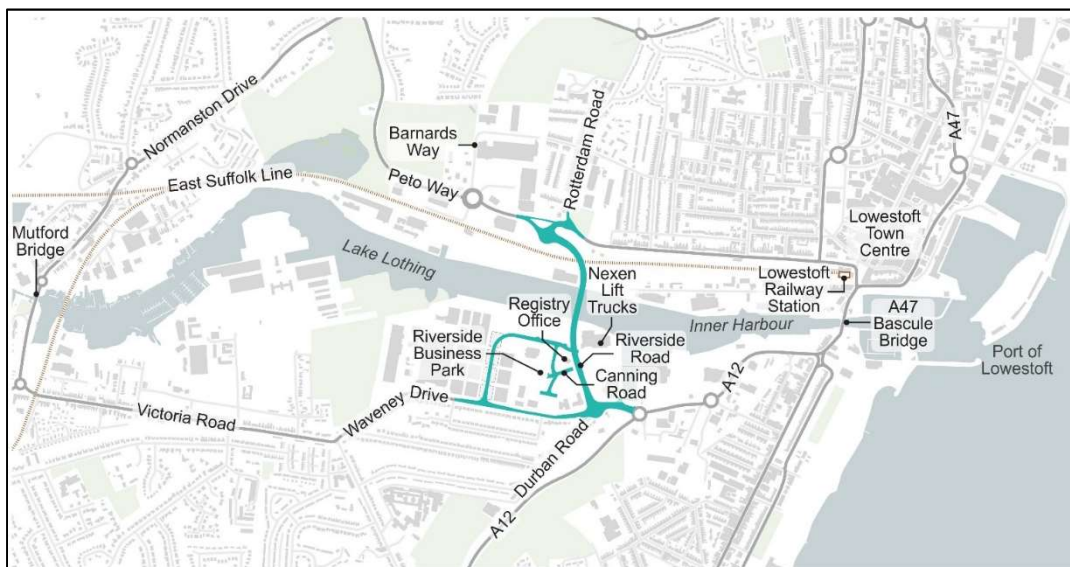 Normanston Drive
Barnards
Way
Rotterdam Road
A47
East Suffolk Line
Peto Way
Mutford
Bridge
Lowestoft
Town
Centre
Lake Lothing
Nexen
Lift
Trucks
Lowestoft
Railway
Station
Registry
Office
Inner Harbour
A47
Bascule
Bridge
Riverside
Business
Park
Riverside
Road
Port of
Lowestoft
Canning
Road
A12
Waveney Drive
Victoria Road
Durban Road
A12